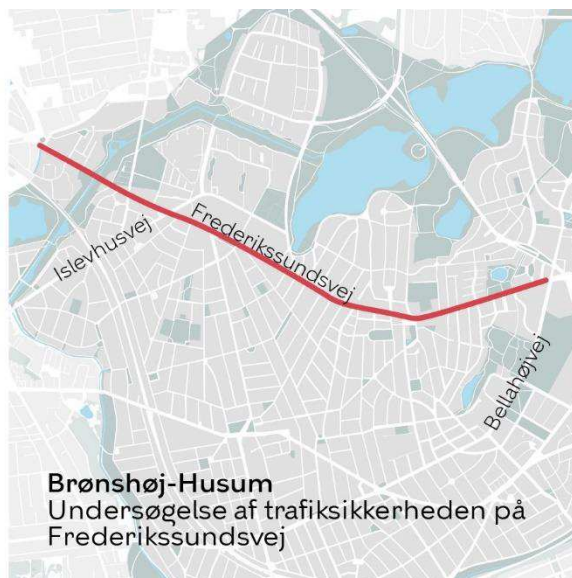 Islevhusvej
Frederikssundsvej
Bellahøjvej
Brønshøj-Husum
Undersøgelse af trafiksikkerheden på
Frederikssundsvej